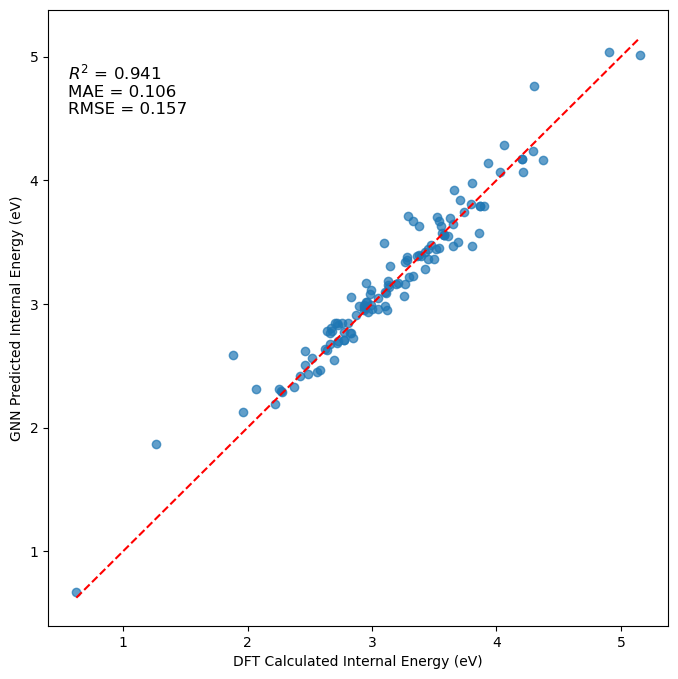 R² = 0.941
MAE = 0.106
RMSE = 0.157
5
4
3
2
1
GNN Predicted Internal Energy (eV)
1 2 3 4 5
DFT Calculated Internal Energy (eV)